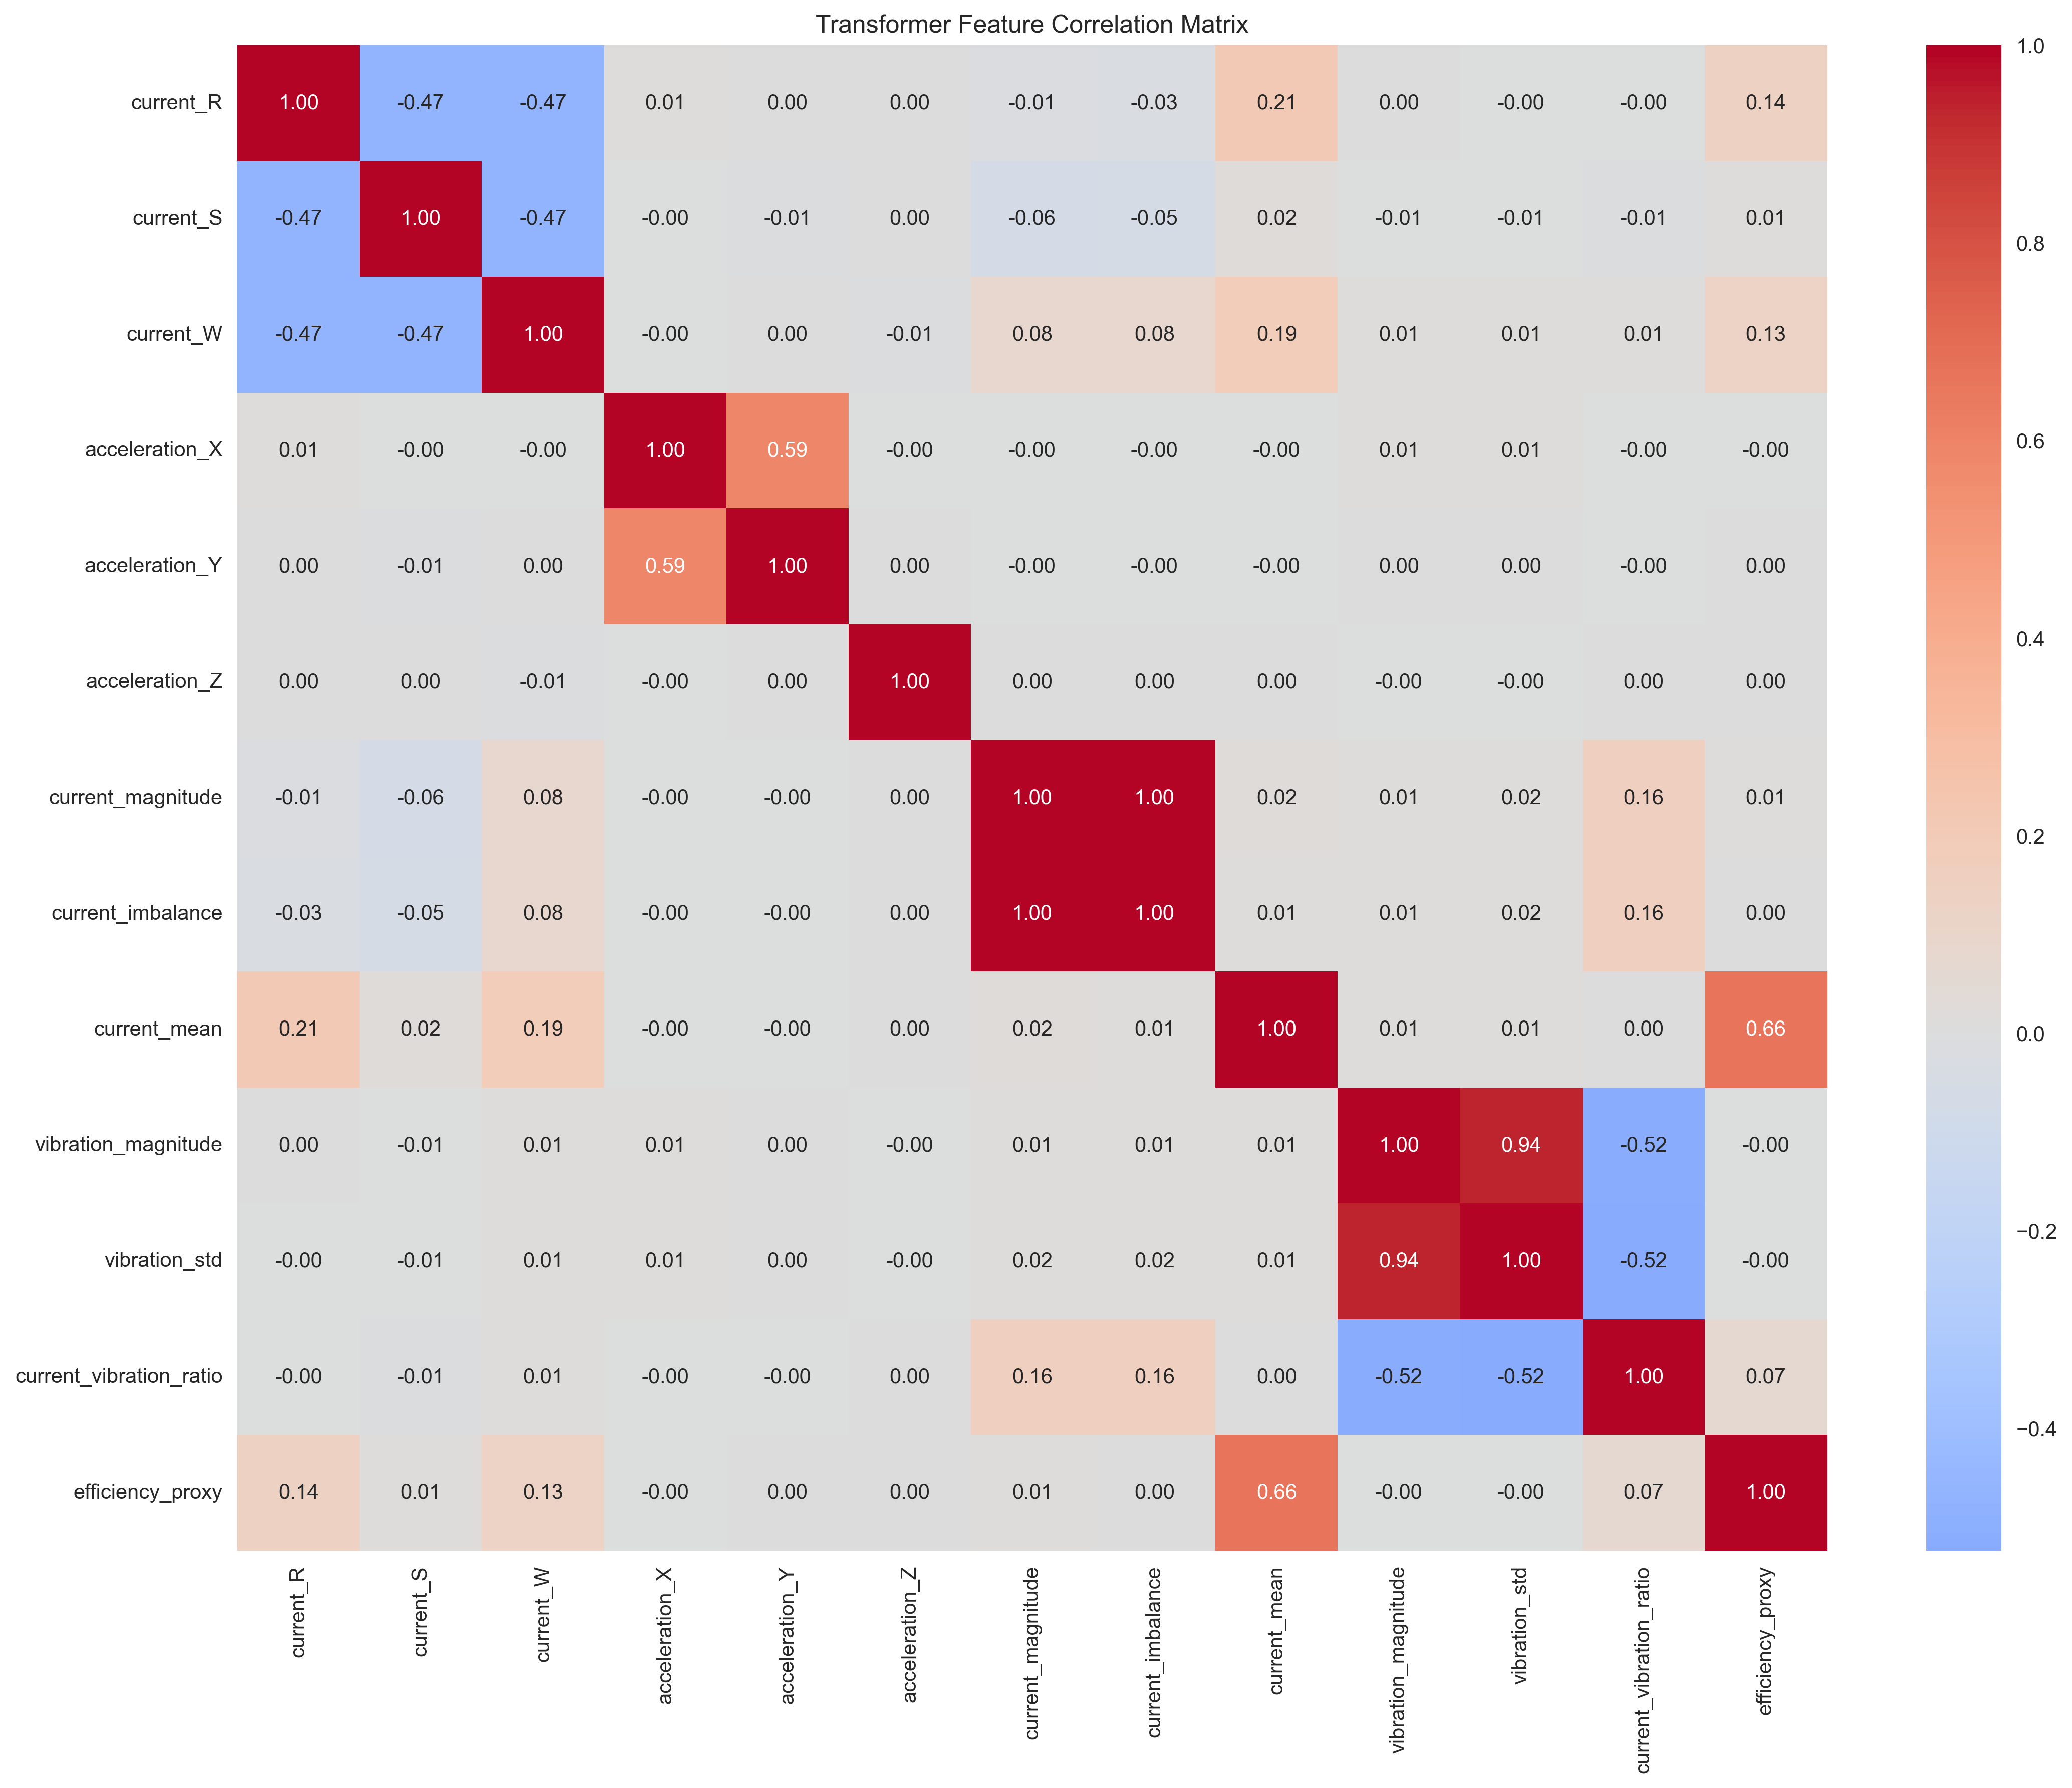 Transformer Feature Correlation Matrix
current_R 1.00 -0.47 -0.47 0.01 0.00 0.00 -0.01 -0.03 0.21 0.00 -0.00 -0.00 0.14
current_S -0.47 1.00 -0.47 -0.00 -0.01 0.00 -0.06 -0.05 0.02 -0.01 -0.01 -0.01 0.01
current_W -0.47 -0.47 1.00 -0.00 0.00 -0.01 0.08 0.08 0.19 0.01 0.01 0.01 0.13
acceleration_X 0.01 -0.00 -0.00 1.00 0.59 -0.00 -0.00 -0.00 -0.00 0.01 0.01 -0.00 -0.00
acceleration_Y 0.00 -0.01 0.00 0.59 1.00 0.00 -0.00 -0.00 -0.00 0.00 0.00 -0.00 0.00
acceleration_Z 0.00 0.00 -0.01 -0.00 0.00 1.00 0.00 0.00 0.00 -0.00 -0.00 0.00 0.00
current_magnitude -0.01 -0.06 0.08 -0.00 -0.00 0.00 1.00 1.00 0.02 0.01 0.02 0.16 0.01
current_imbalance -0.03 -0.05 0.08 -0.00 -0.00 0.00 1.00 1.00 0.01 0.01 0.02 0.16 0.00
current_mean 0.21 0.02 0.19 -0.00 -0.00 0.00 0.02 0.01 1.00 0.01 0.01 0.00 0.66
vibration_magnitude 0.00 -0.01 0.01 0.01 0.00 -0.00 0.01 0.01 0.01 1.00 0.94 -0.52 -0.00
vibration_std -0.00 -0.01 0.01 0.01 0.00 -0.00 0.02 0.02 0.01 0.94 1.00 -0.52 -0.00
current_vibration_ratio -0.00 -0.01 0.01 -0.00 -0.00 0.00 0.16 0.16 0.00 -0.52 -0.52 1.00 0.07
efficiency_proxy 0.14 0.01 0.13 -0.00 0.00 0.00 0.01 0.00 0.66 -0.00 -0.00 0.07 1.00
current_R
current_S
current_W
acceleration_X
acceleration_Y
acceleration_Z
current_magnitude
current_imbalance
current_mean
vibration_magnitude
vibration_std
current_vibration_ratio
efficiency_proxy
1.0
0.8
0.6
0.4
0.2
0.0
−0.2
−0.4